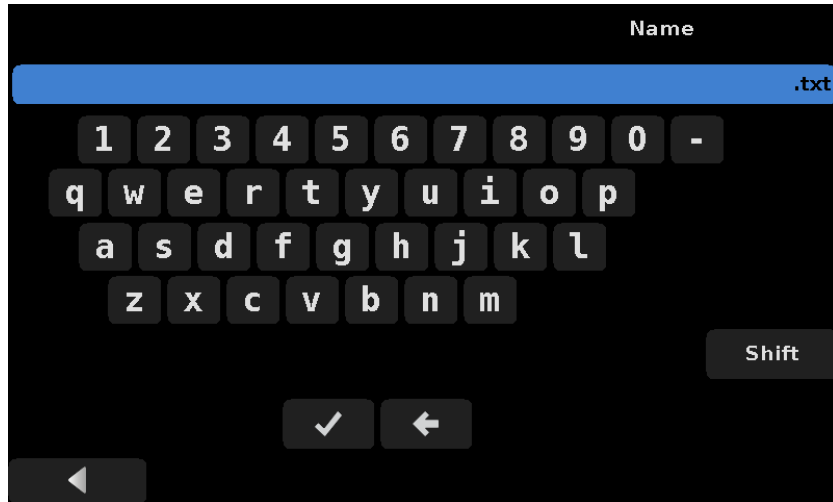 Name
.txt
1 2 3 4 5 6 7 8 9 0 -
q w e r t y u i o p
a s d f g h j k l
z x c v b n m
Shift